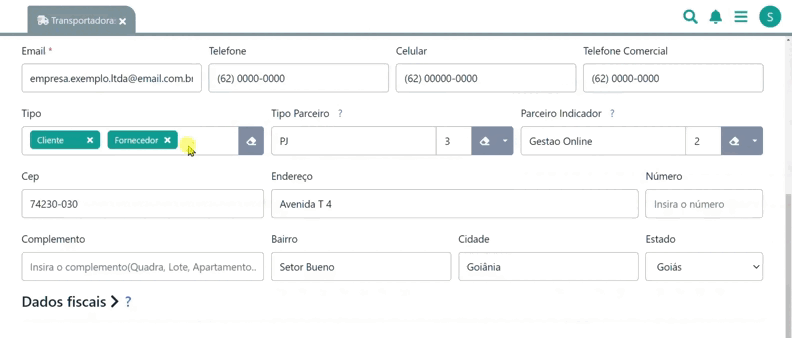 Transportadora: ×
S
Email * Telefone Celular Telefone Comercial
empresa.exemplo.ltda@email.com.bı (62) 0000-0000 (62) 00000-0000 (62) 0000-0000
Tipo Tipo Parceiro ? Parceiro Indicador ?
Cliente × Fornecedor × PJ 3 Gestao Online 2
Cep Endereço Número
74230-030 Avenida T 4 Insira o número
Complemento Bairro Cidade Estado
Insira o complemento(Quadra, Lote, Apartamento.. Setor Bueno Goiânia Goiás
Dados fiscais ?